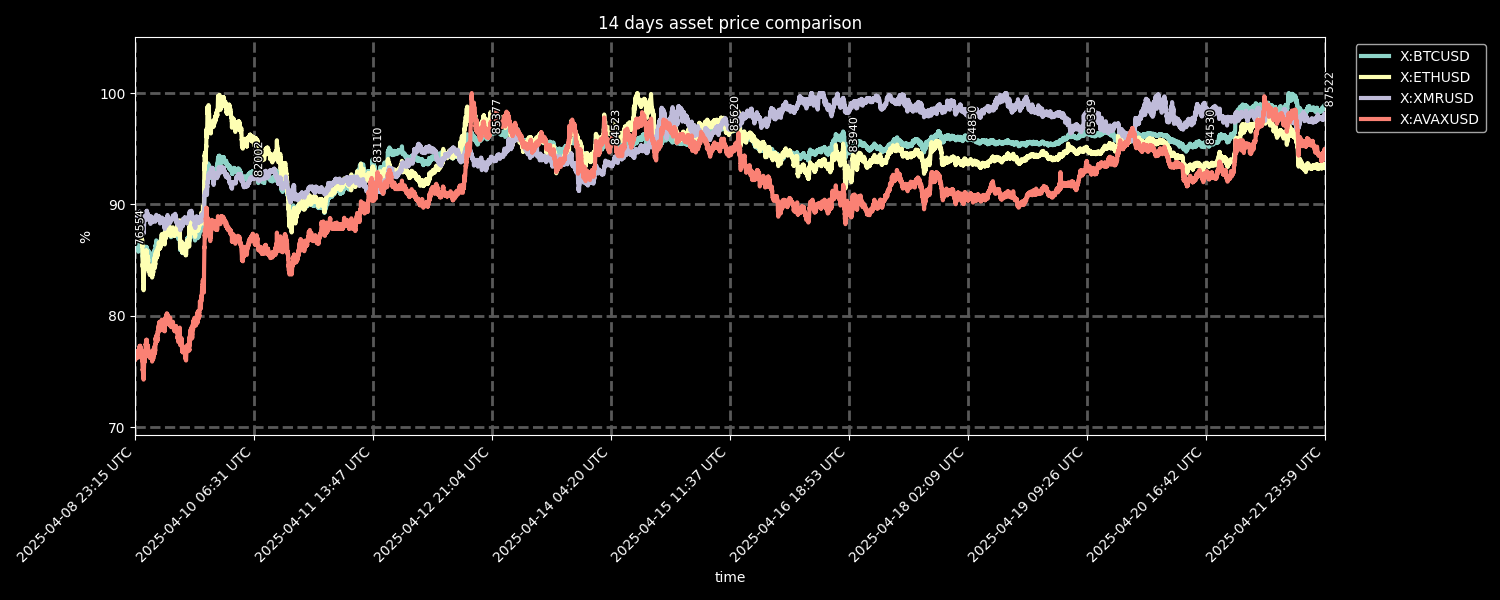 14 days asset price comparison
X:BTCUSD
X:ETHUSD
X:XMRUSD
X:AVAXUSD
%
100
90
80
70
76554
82002
83110
85377
84523
85620
83940
84850
85359
84530
87522
2025-04-08 23:15 UTC
2025-04-10 06:31 UTC
2025-04-11 13:47 UTC
2025-04-12 21:04 UTC
2025-04-14 04:20 UTC
2025-04-15 11:37 UTC
2025-04-16 18:53 UTC
2025-04-18 02:09 UTC
2025-04-19 09:26 UTC
2025-04-20 16:42 UTC
2025-04-21 23:59 UTC
time